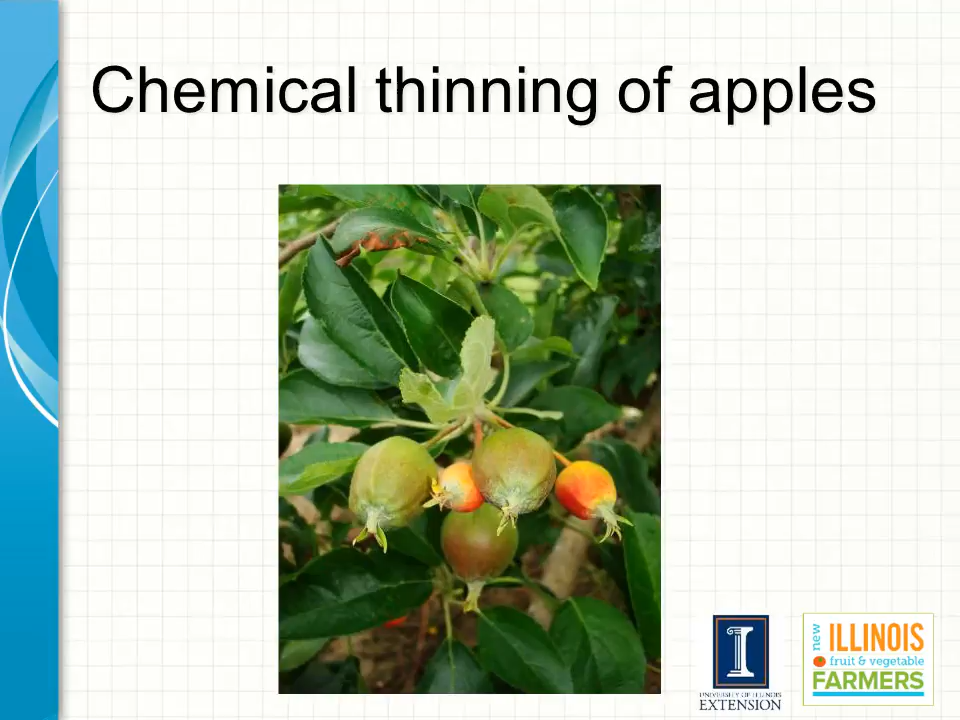 Chemical thinning of apples
UNIVERSITY OF ILLINOIS
EXTENSION
new
ILLINOIS
fruit & vegetable
FARMERS